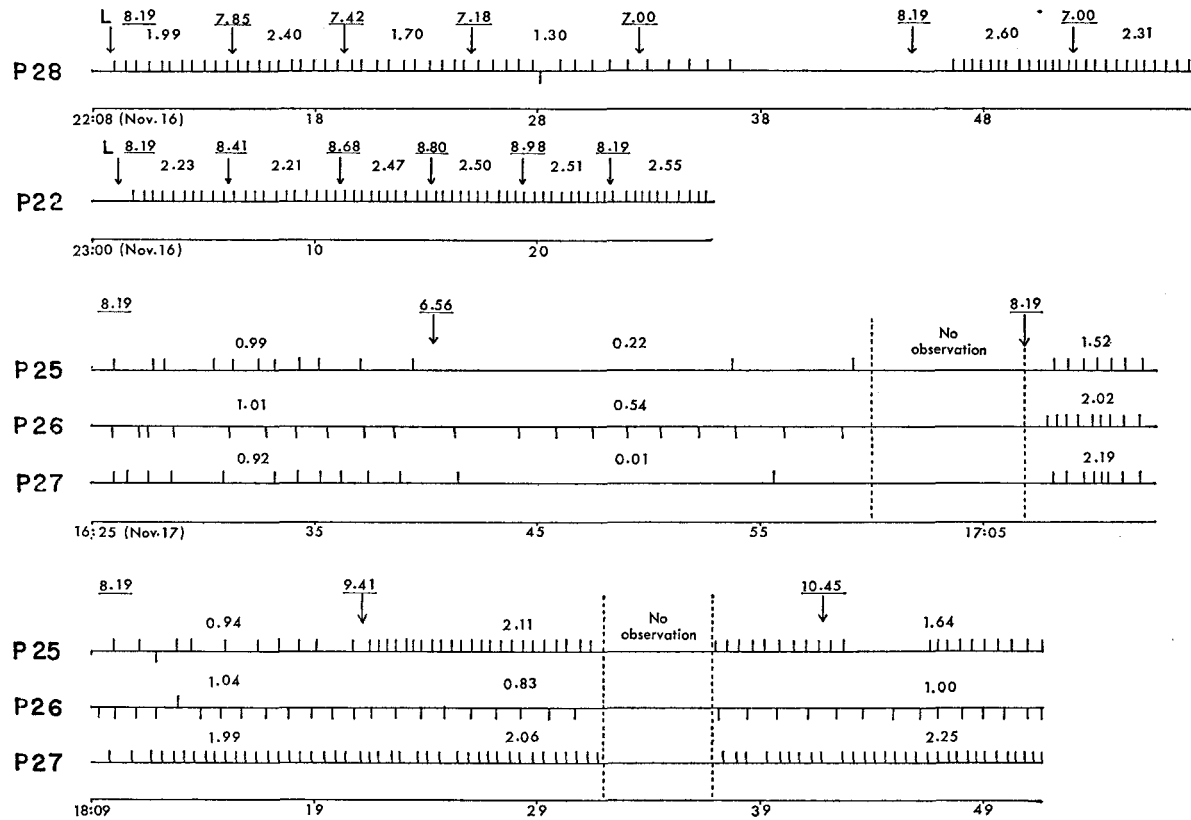 L 8.19 7.85 7.42 7.18 7.00 8.19 7.00
1.99 2.40 1.70 1.30 2.60 2.31
P28
22:08 (Nov. 16) 18 28 38 48
L 8.19 8.41 8.68 8.80 8.98 8.19
2.23 2.21 2.47 2.50 2.51 2.55
P22
23:00 (Nov. 16) 10 20
8.19 6.56 8.19
0.99 0.22 No observation 1.52
P25
1.01 0.54 2.02
P26
0.92 0.01 2.19
P27
16:25 (Nov. 17) 35 45 55 17:05
8.19 9.41 10.45
0.94 2.11 No observation 1.64
P25
1.04 0.83 1.00
P26
1.99 2.06 2.25
P27
18:09 19 29 39 49